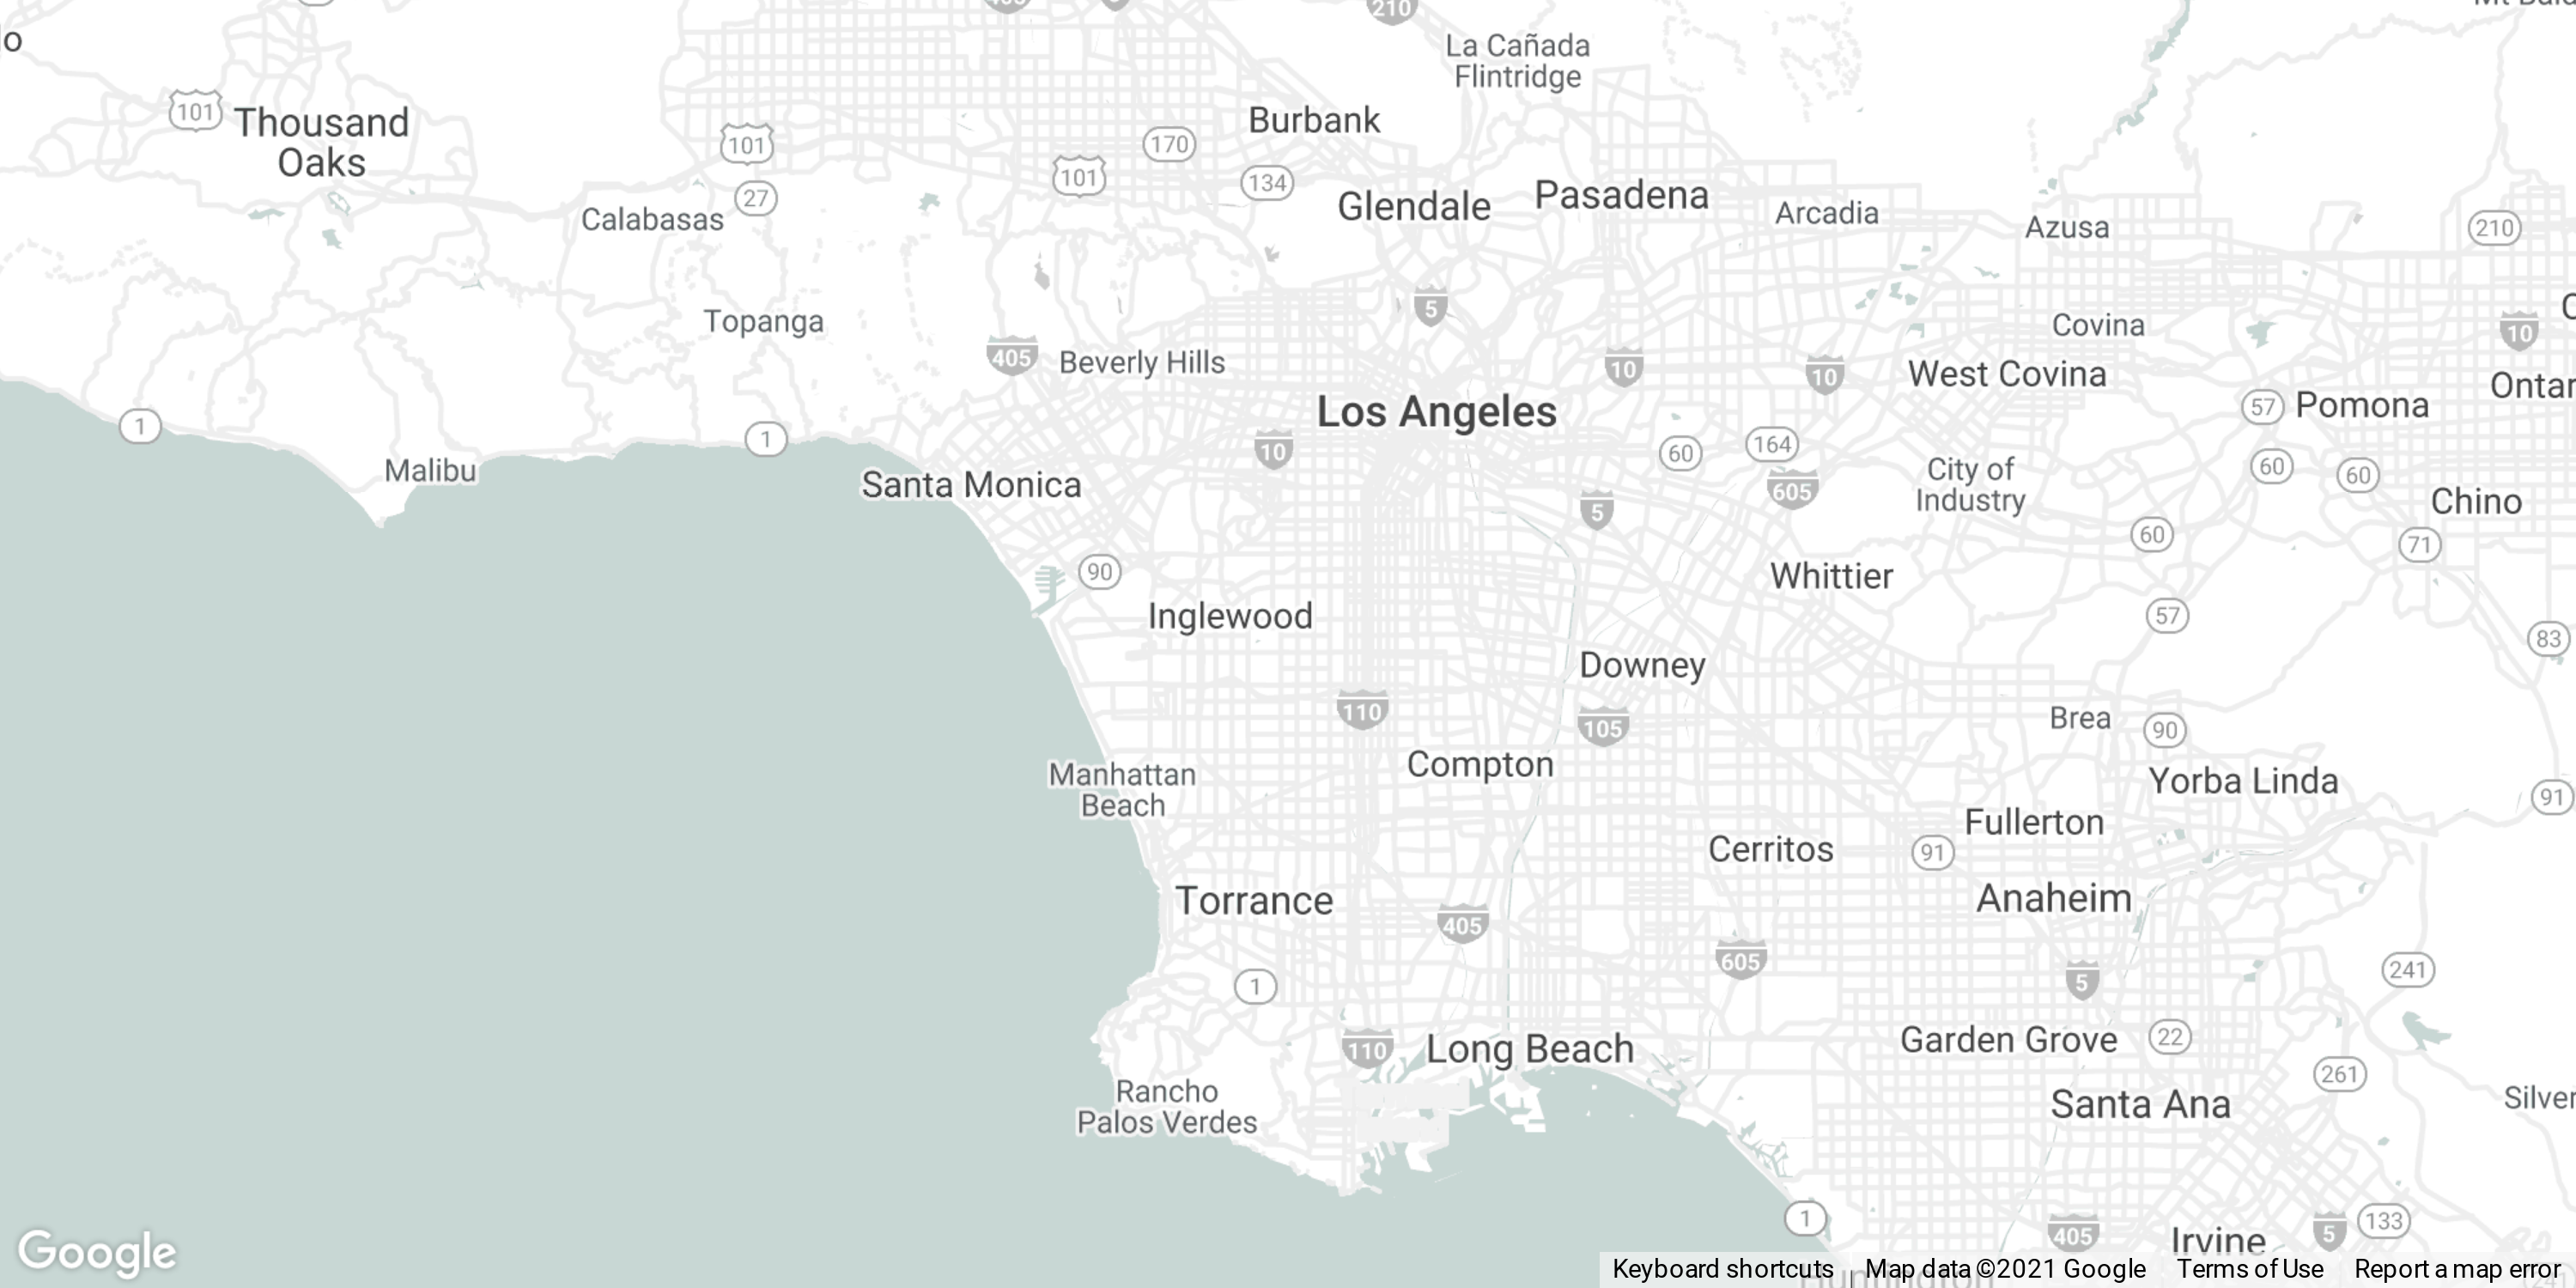 210
La Cañada
Flintridge
101
Thousand
Oaks
Burbank
101
170
101
134
27
Calabasas
Glendale
Pasadena
Arcadia
Azusa
210
5
Topanga
Covina
10
405
Beverly Hills
10
10
West Covina
Los Angeles
57
Pomona
1
1
10
60
164
Malibu
Santa Monica
605
City of
Industry
60
60
Chino
5
60
71
90
Whittier
Inglewood
57
83
Downey
110
105
Brea
90
Manhattan
Beach
Compton
Yorba Linda
91
Fullerton
Cerritos
91
Torrance
Anaheim
405
605
5
241
1
110
Long Beach
Garden Grove
22
261
Rancho
Palos Verdes
Santa Ana
1
405
Irvine
5
133
Google
Keyboard shortcuts
Map data ©2021 Google
Terms of Use
Report a map error